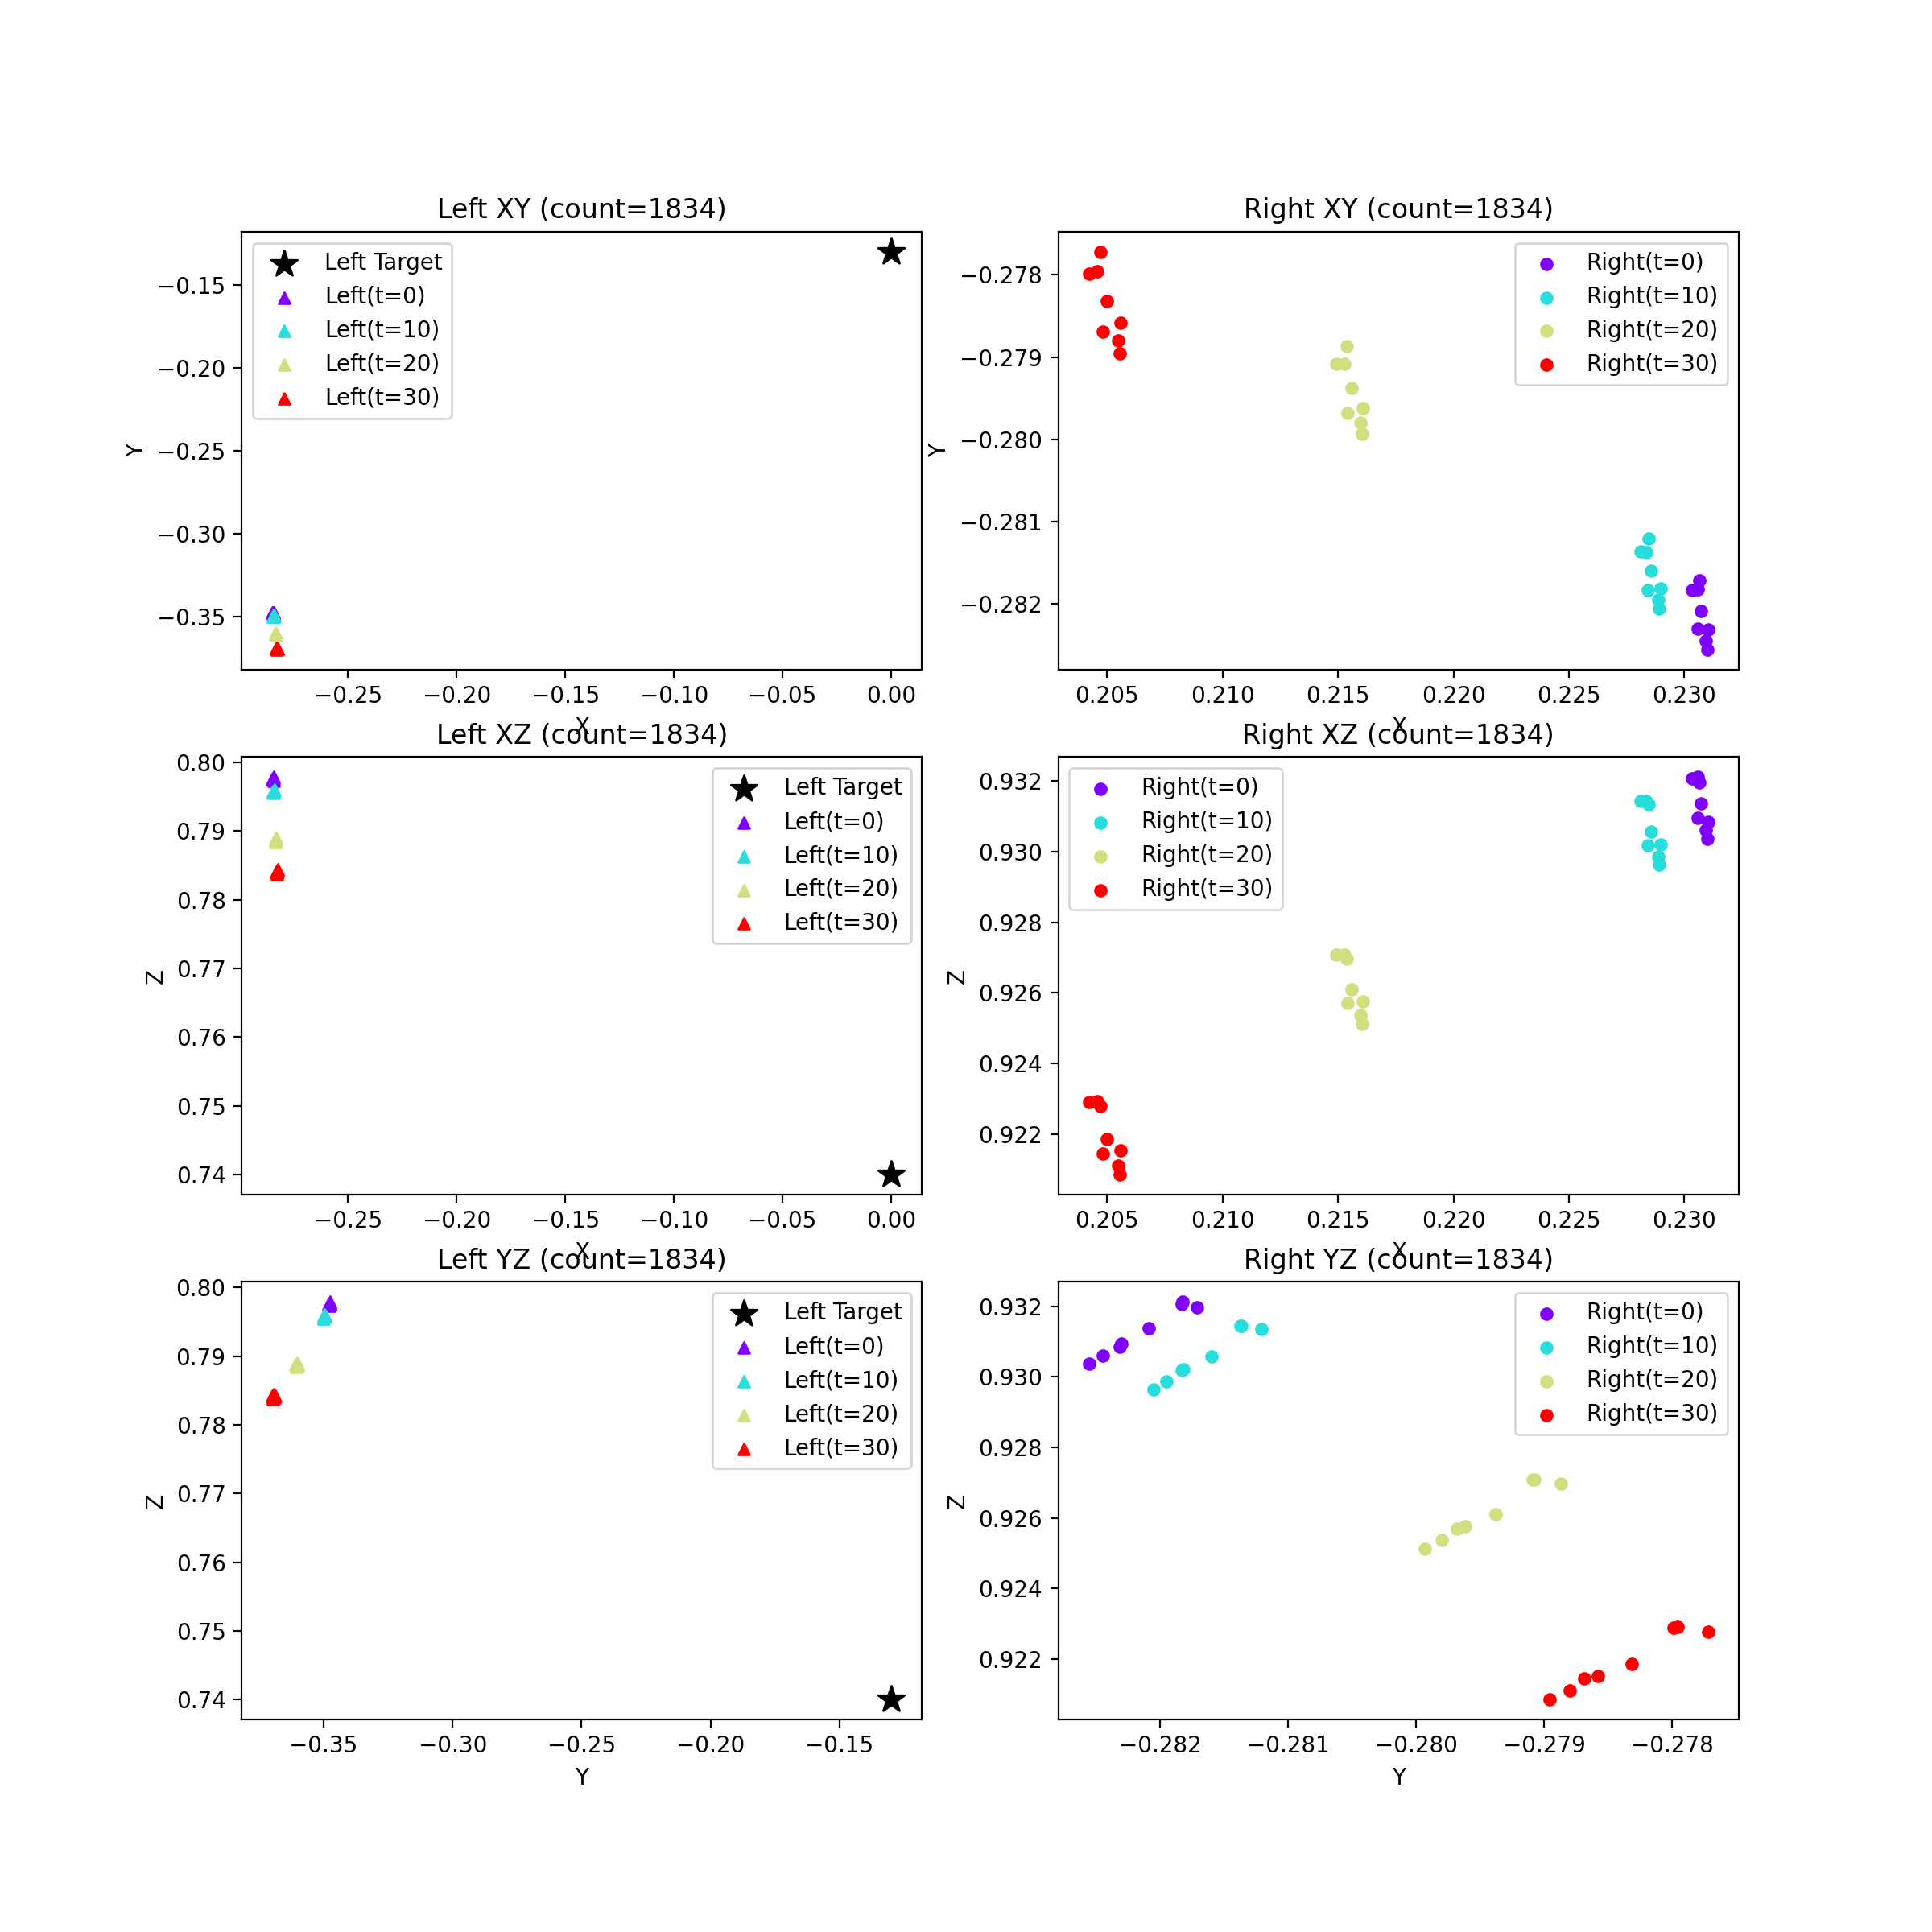 Left XY (count=1834)
Left Target
Left(t=0)
Left(t=10)
Left(t=20)
Left(t=30)
Y
−0.15
−0.20
−0.25
−0.30
−0.35
−0.25
−0.20
−0.15
−0.10
−0.05
0.00
X
Right XY (count=1834)
Right(t=0)
Right(t=10)
Right(t=20)
Right(t=30)
Y
−0.278
−0.279
−0.280
−0.281
−0.282
0.205
0.210
0.215
0.220
0.225
0.230
X
Left XZ (count=1834)
Left Target
Left(t=0)
Left(t=10)
Left(t=20)
Left(t=30)
Z
0.80
0.79
0.78
0.77
0.76
0.75
0.74
−0.25
−0.20
−0.15
−0.10
−0.05
0.00
X
Right XZ (count=1834)
Right(t=0)
Right(t=10)
Right(t=20)
Right(t=30)
Z
0.932
0.930
0.928
0.926
0.924
0.922
0.205
0.210
0.215
0.220
0.225
0.230
X
Left YZ (count=1834)
Left Target
Left(t=0)
Left(t=10)
Left(t=20)
Left(t=30)
Z
0.80
0.79
0.78
0.77
0.76
0.75
0.74
−0.35
−0.30
−0.25
−0.20
−0.15
Y
Right YZ (count=1834)
Right(t=0)
Right(t=10)
Right(t=20)
Right(t=30)
Z
0.932
0.930
0.928
0.926
0.924
0.922
−0.282
−0.281
−0.280
−0.279
−0.278
Y